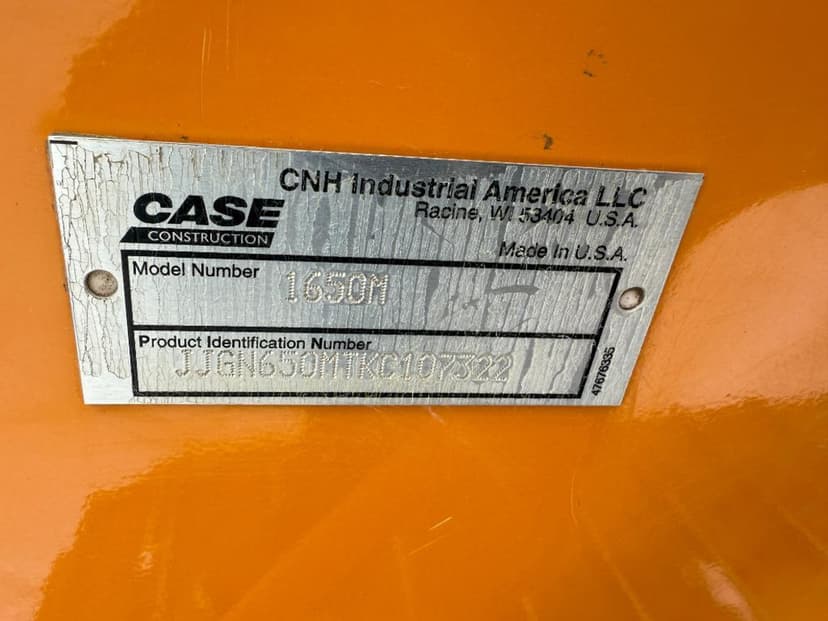 CNH Industrial America LLC
Racine, WI 53404 U.S.A.
CASE
CONSTRUCTION
Made In U.S.A.
Model Number 1650M
Product Identification Number
JJGN650MTKC107322
47676335